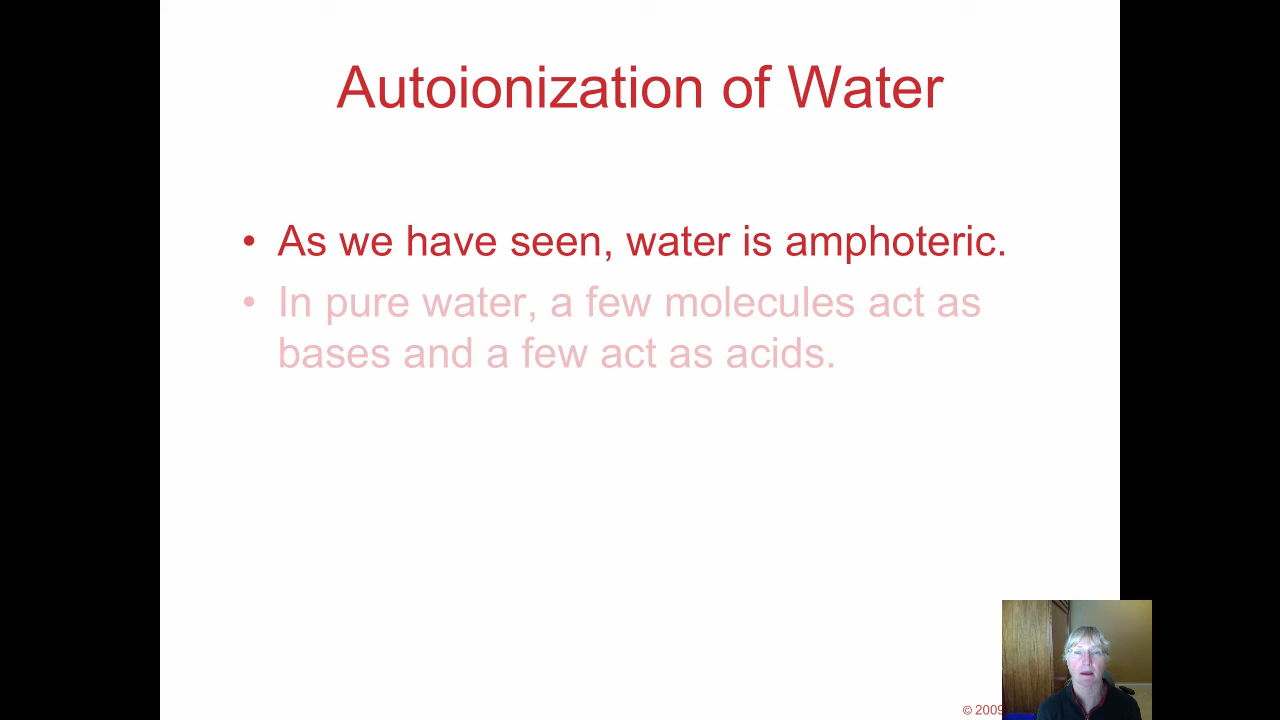 Autoionization of Water
• As we have seen, water is amphoteric.
• In pure water, a few molecules act as
bases and a few act as acids.
© 2009